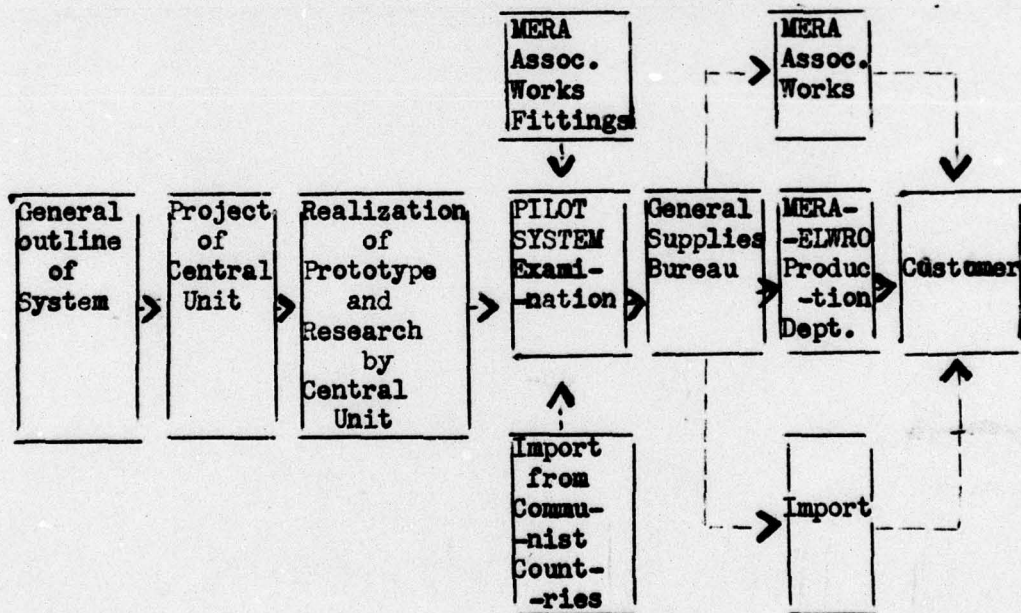 MERA
Assoc.
Works
Fittings
MERA
Assoc.
Works
General
outline
of
System
Project
of
Central
Unit
Realization
of
Prototype
and
Research
by
Central
Unit
PILOT
SYSTEM
Exami-
-nation
General
Supplies
Bureau
MERA-
-ELWRO
Produc
-tion
Dept.
Customer
Import
from
Commu-
-nist
Count-
-ries
Import